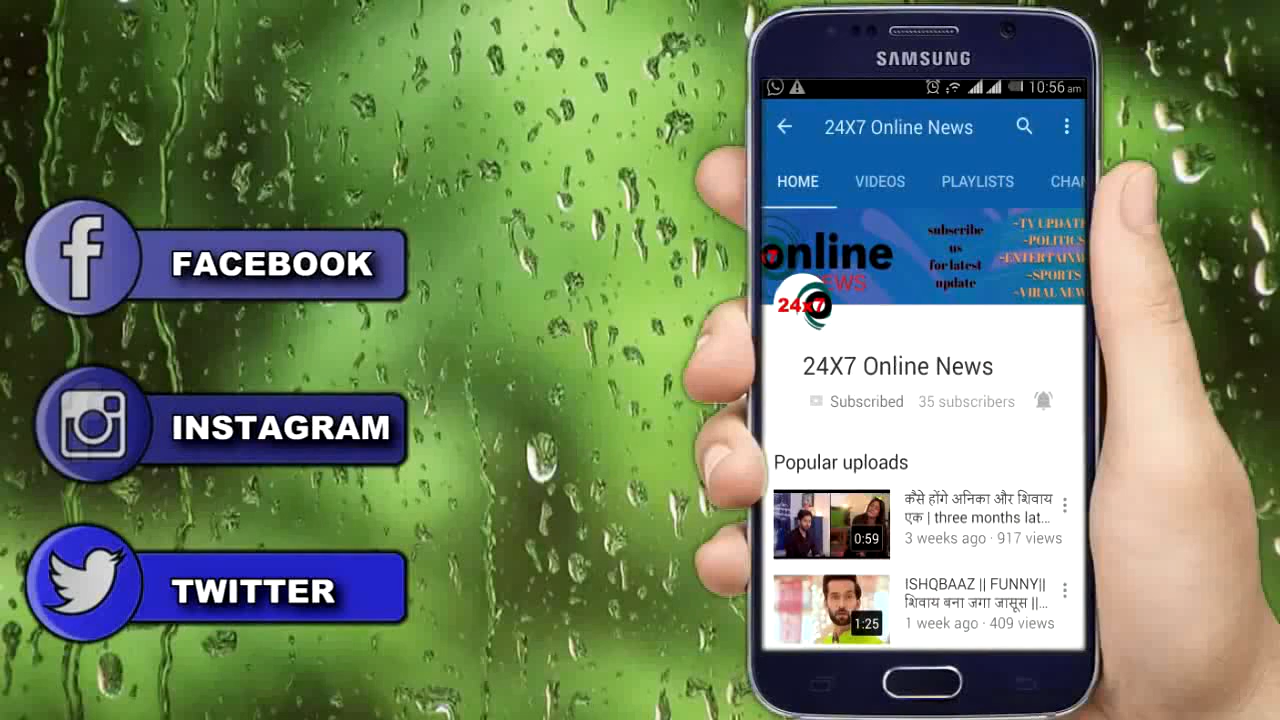 FACEBOOK
INSTAGRAM
TWITTER
SAMSUNG
10:56 am
24X7 Online News
HOME VIDEOS PLAYLISTS CHAN
online
NEWS
24x7
subscribe
us
for latest
update
~TV UPDATE
~POLITICS
~ENTERTAINM
~SPORTS
~VIRAL NEW
24X7 Online News
Subscribed 35 subscribers
Popular uploads
कैसे होंगे अनिका और शिवाय
एक | three months lat...
3 weeks ago · 917 views
0:59
ISHQBAAZ || FUNNY||
शिवाय बना जगा जासूस ||...
1 week ago · 409 views
1:25